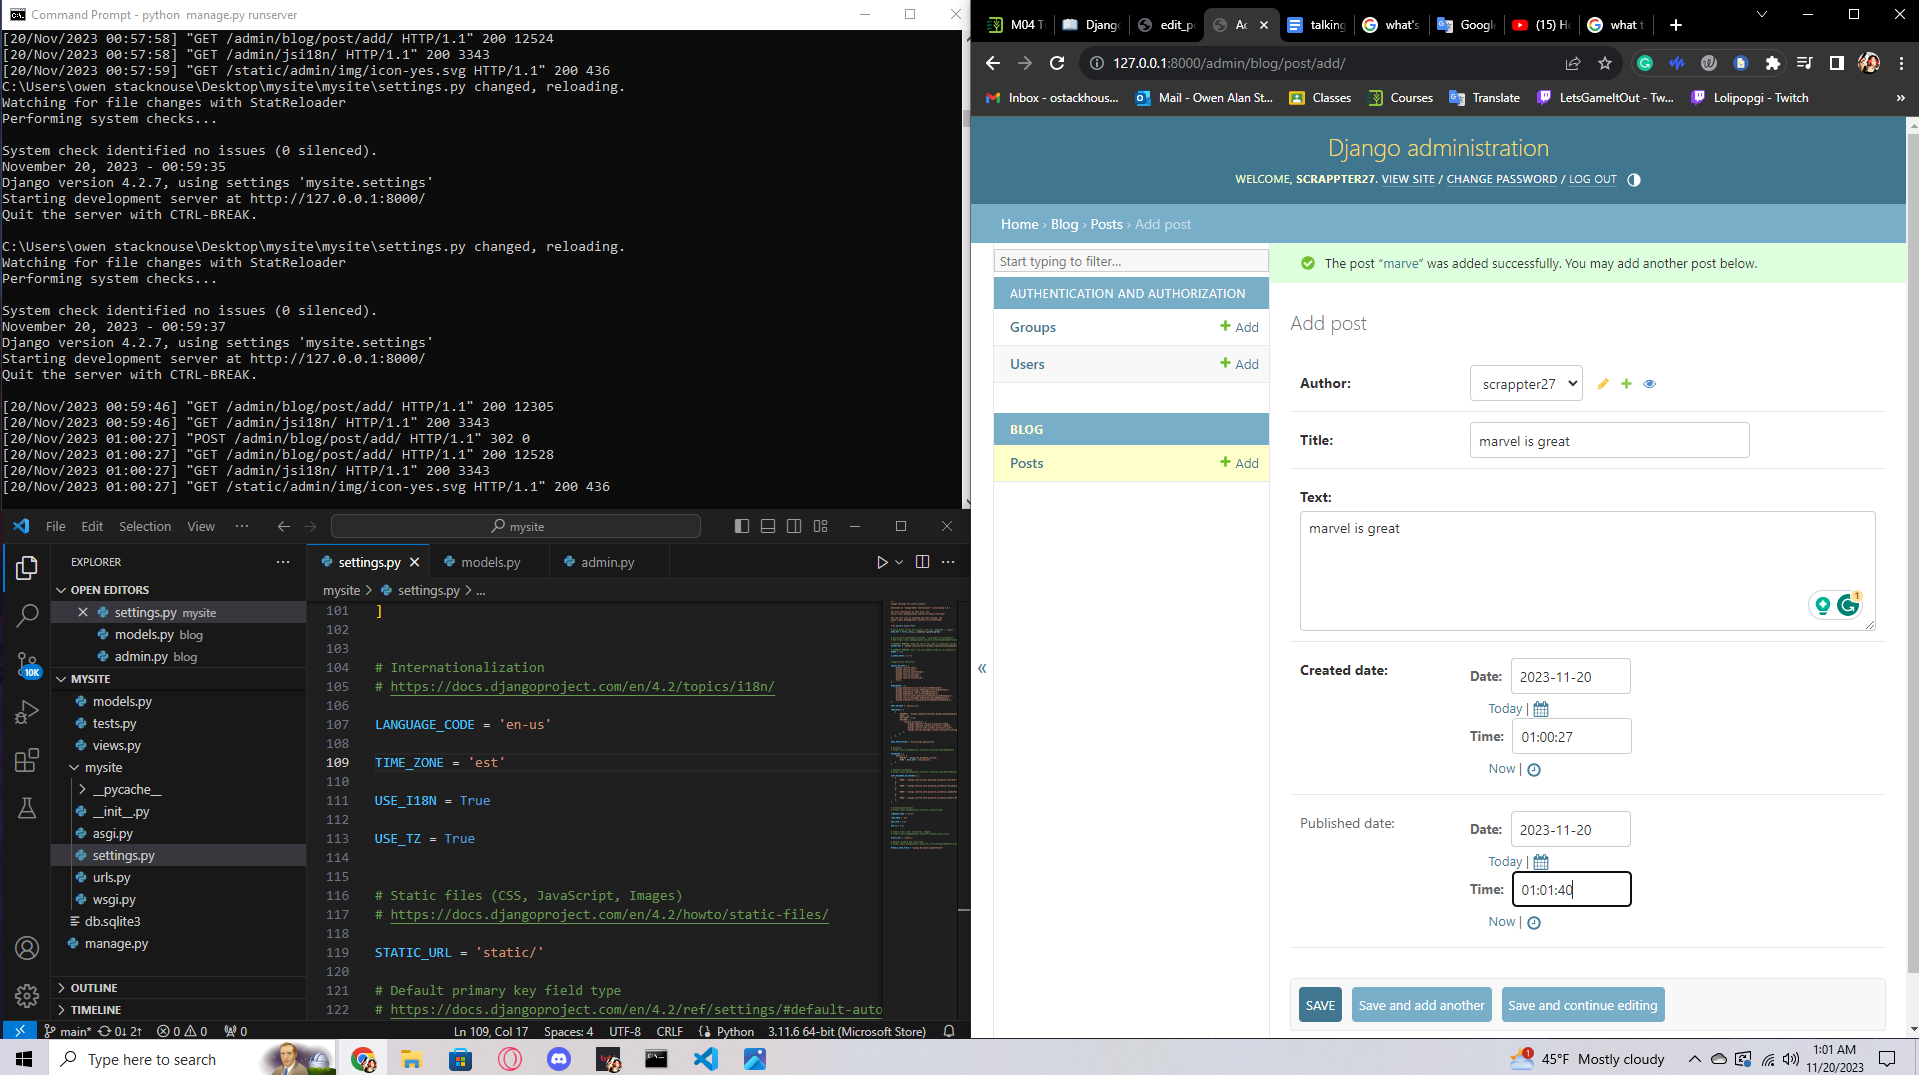 Command Prompt - python  manage.py runserver
[20/Nov/2023 00:57:58] "GET /admin/blog/post/add/ HTTP/1.1" 200 12524
[20/Nov/2023 00:57:58] "GET /admin/jsi18n/ HTTP/1.1" 200 3343
[20/Nov/2023 00:57:59] "GET /static/admin/img/icon-yes.svg HTTP/1.1" 200 436
C:\Users\owen stacknouse\Desktop\mysite\mysite\settings.py changed, reloading.
Watching for file changes with StatReloader
Performing system checks...
System check identified no issues (0 silenced).
November 20, 2023 - 00:59:35
Django version 4.2.7, using settings 'mysite.settings'
Starting development server at http://127.0.0.1:8000/
Quit the server with CTRL-BREAK.
C:\Users\owen stacknouse\Desktop\mysite\mysite\settings.py changed, reloading.
Watching for file changes with StatReloader
Performing system checks...
System check identified no issues (0 silenced).
November 20, 2023 - 00:59:37
Django version 4.2.7, using settings 'mysite.settings'
Starting development server at http://127.0.0.1:8000/
Quit the server with CTRL-BREAK.
[20/Nov/2023 00:59:46] "GET /admin/blog/post/add/ HTTP/1.1" 200 12305
[20/Nov/2023 00:59:46] "GET /admin/jsi18n/ HTTP/1.1" 200 3343
[20/Nov/2023 01:00:27] "POST /admin/blog/post/add/ HTTP/1.1" 302 0
[20/Nov/2023 01:00:27] "GET /admin/blog/post/add/ HTTP/1.1" 200 12528
[20/Nov/2023 01:00:27] "GET /admin/jsi18n/ HTTP/1.1" 200 3343
[20/Nov/2023 01:00:27] "GET /static/admin/img/icon-yes.svg HTTP/1.1" 200 436
File Edit Selection View ··· mysite
EXPLORER
OPEN EDITORS
settings.py mysite
models.py blog
admin.py blog
10K
MYSITE
models.py
tests.py
views.py
mysite
__pycache__
__init__.py
asgi.py
settings.py
urls.py
wsgi.py
db.sqlite3
manage.py
OUTLINE
TIMELINE
settings.py models.py admin.py
mysite > settings.py > ...
101 ]
102
103
104 # Internationalization
105 # https://docs.djangoproject.com/en/4.2/topics/i18n/
106
107 LANGUAGE_CODE = 'en-us'
108
109 TIME_ZONE = 'est'
110
111 USE_I18N = True
112
113 USE_TZ = True
114
115
116 # Static files (CSS, JavaScript, Images)
117 # https://docs.djangoproject.com/en/4.2/howto/static-files/
118
119 STATIC_URL = 'static/'
120
121 # Default primary key field type
122 # https://docs.djangoproject.com/en/4.2/ref/settings/#default-auto
main* 0↓ 2↑ 0 0 0 Ln 109, Col 17 Spaces: 4 UTF-8 CRLF Python 3.11.6 64-bit (Microsoft Store)
M04 Django edit_p talking what's Google (15) H what t
127.0.0.1:8000/admin/blog/post/add/
Inbox - ostackhous... Mail - Owen Alan St... Classes Courses Translate LetsGameItOut - Tw... Lolipopgi - Twitch »
Django administration
WELCOME, SCRAPPTER27. VIEW SITE / CHANGE PASSWORD / LOG OUT
Home › Blog › Posts › Add post
Start typing to filter...
AUTHENTICATION AND AUTHORIZATION
Groups Add
Users Add
BLOG
Posts Add
«
The post “marve” was added successfully. You may add another post below.
Add post
Author: scrappter27
Title: marvel is great
Text:
marvel is great
1
Created date: Date: 2023-11-20
Today |
Time: 01:00:27
Now |
Published date: Date: 2023-11-20
Today |
Time: 01:01:40
Now |
SAVE Save and add another Save and continue editing
Type here to search
1 45°F Mostly cloudy 1:01 AM
11/20/2023